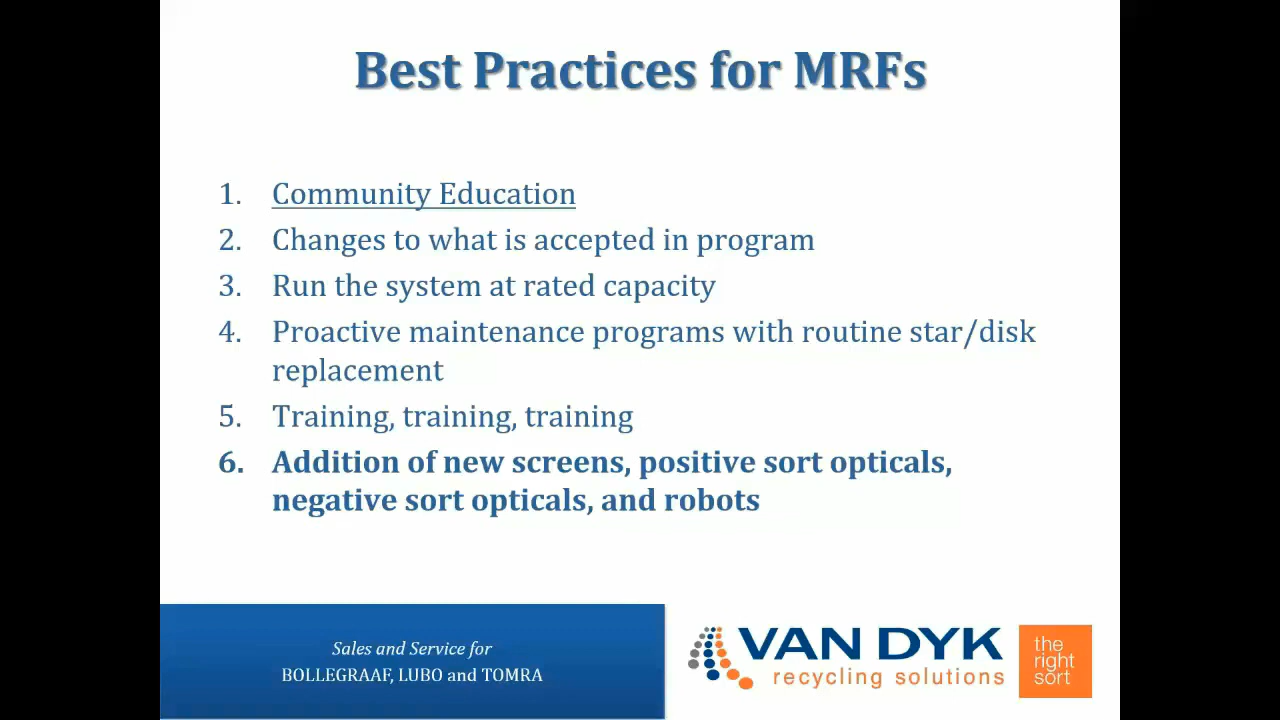 Best Practices for MRFs
1. Community Education
2. Changes to what is accepted in program
3. Run the system at rated capacity
4. Proactive maintenance programs with routine star/disk
replacement
5. Training, training, training
6. Addition of new screens, positive sort opticals,
negative sort opticals, and robots
Sales and Service for
BOLLEGRAAF, LUBO and TOMRA
VAN DYK
recycling solutions
the
right
sort